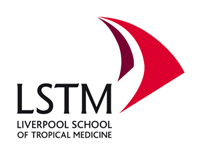 LSTM
LIVERPOOL SCHOOL
OF TROPICAL MEDICINE